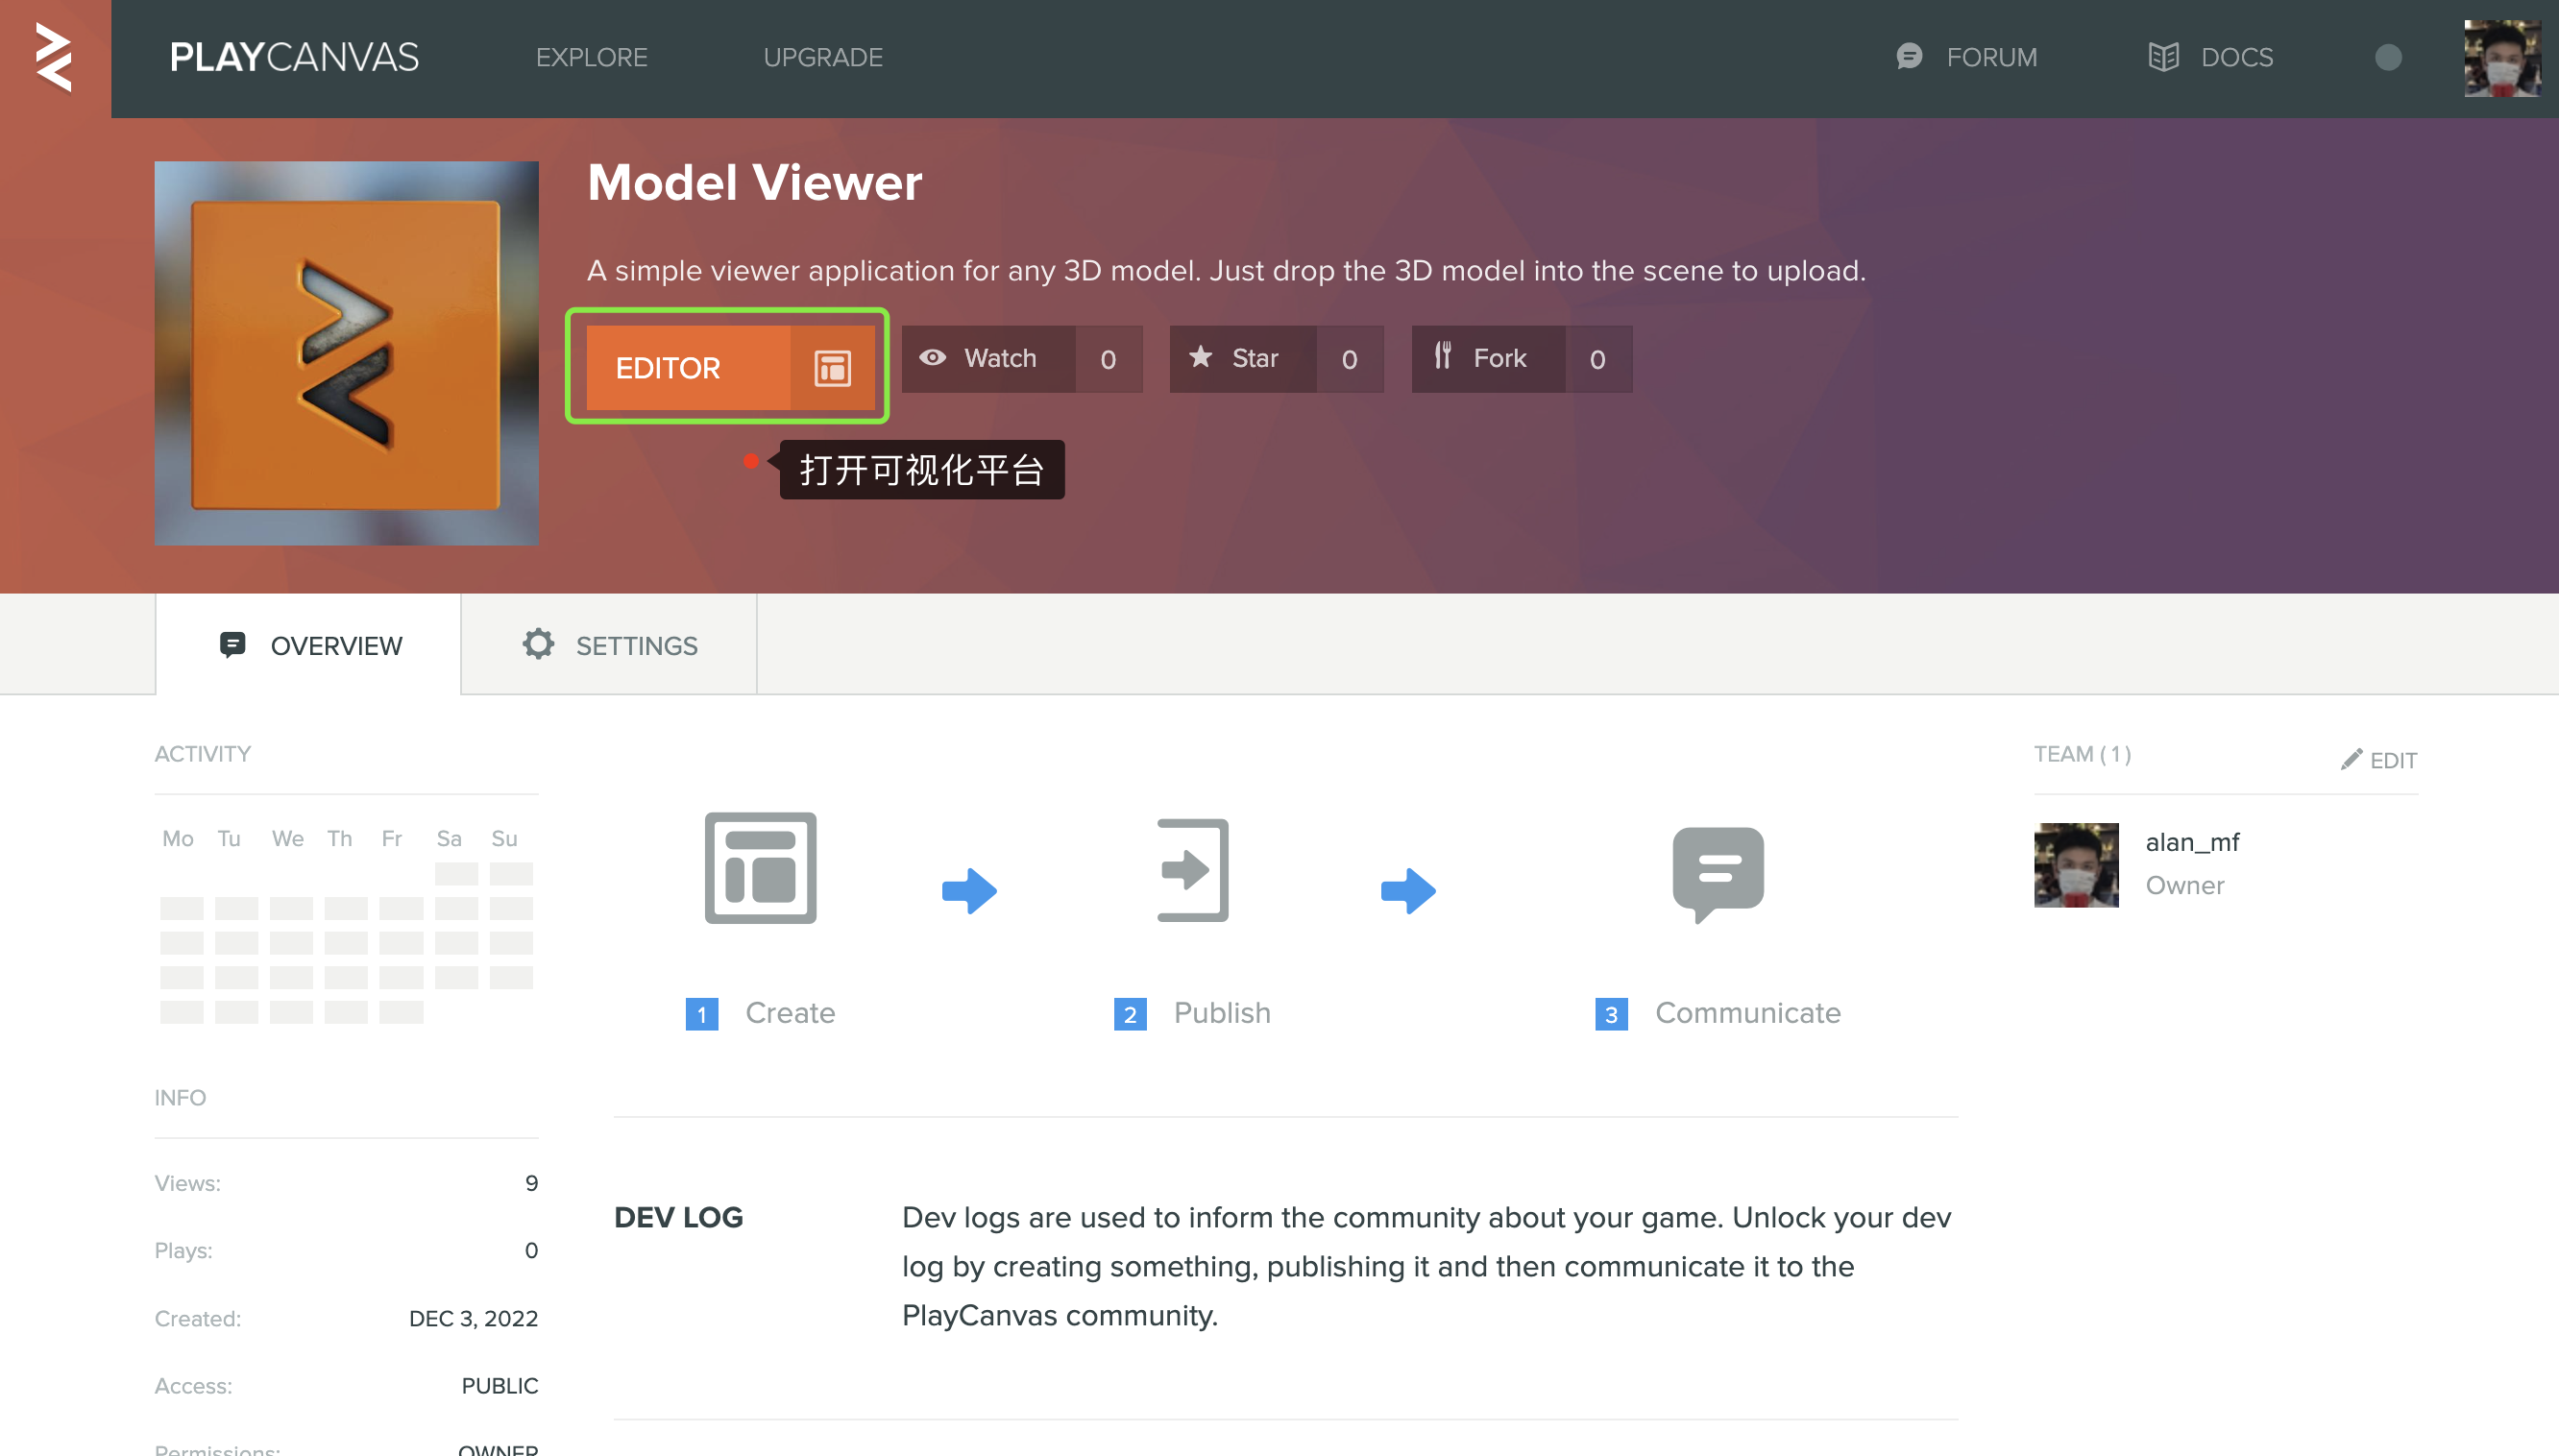 PLAYCANVAS
EXPLORE
UPGRADE
FORUM
DOCS
Model Viewer
A simple viewer application for any 3D model. Just drop the 3D model into the scene to upload.
EDITOR
Watch 0
Star 0
Fork 0
打开可视化平台
OVERVIEW
SETTINGS
ACTIVITY
Mo Tu We Th Fr Sa Su
1 Create
2 Publish
3 Communicate
TEAM ( 1 )
EDIT
alan_mf
Owner
INFO
Views: 9
Plays: 0
Created: DEC 3, 2022
Access: PUBLIC
Permissions: OWNER
DEV LOG
Dev logs are used to inform the community about your game. Unlock your dev
log by creating something, publishing it and then communicate it to the
PlayCanvas community.